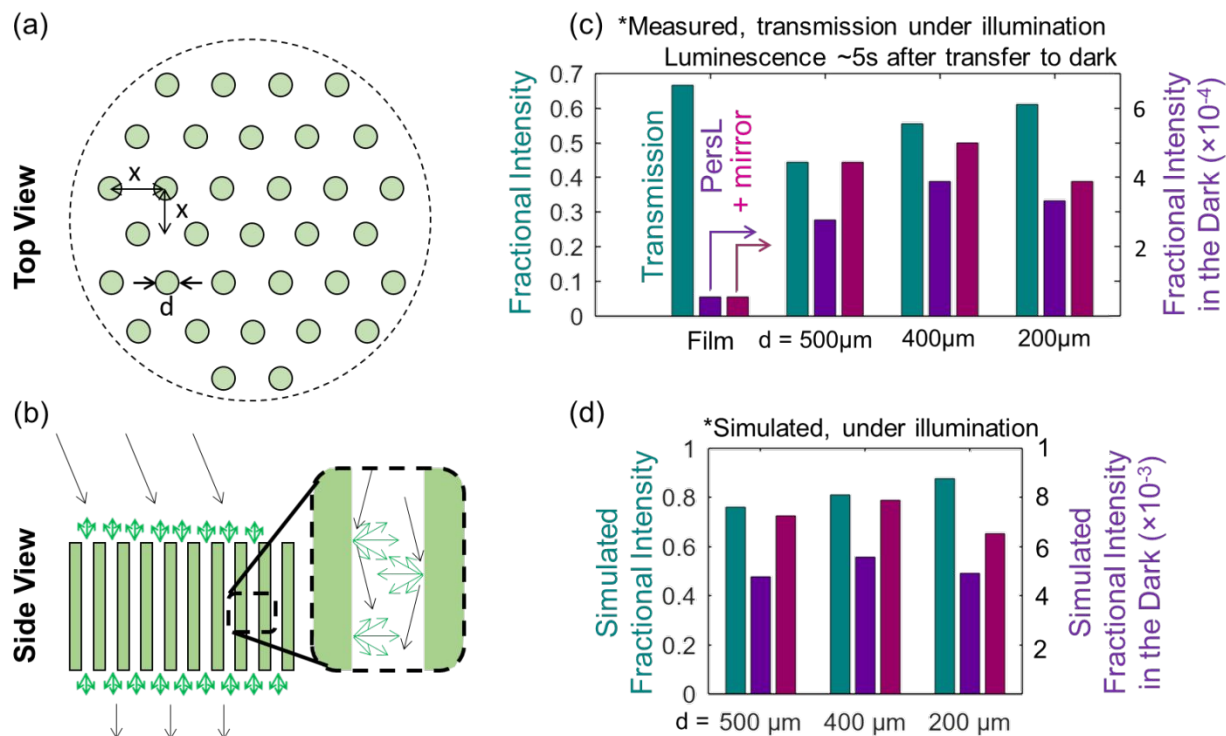 (a)
Top View
x
x
d
(b)
Side View
(c)
*Measured, transmission under illumination
Luminescence ~5s after transfer to dark
Fractional Intensity
0.7
0.6
0.5
0.4
0.3
0.2
0.1
0
Transmission
PersL
+ mirror
6
4
2
Fractional Intensity
in the Dark (×10⁻⁴)
Film
d = 500µm
400µm
200µm
(d)
*Simulated, under illumination
Simulated
Fractional Intensity
1
0.8
0.6
0.4
0.2
0
1
8
6
4
2
Simulated
Fractional Intensity
in the Dark (×10⁻³)
d = 500 µm
400 µm
200 µm